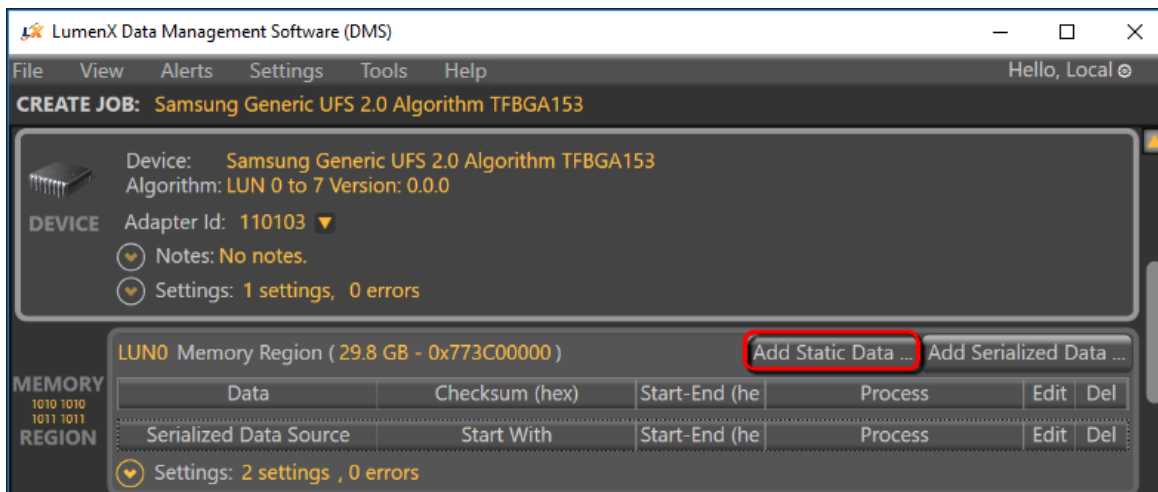 LumenX Data Management Software (DMS)
File View Alerts Settings Tools Help Hello, Local
CREATE JOB: Samsung Generic UFS 2.0 Algorithm TFBGA153
Device: Samsung Generic UFS 2.0 Algorithm TFBGA153
Algorithm: LUN 0 to 7 Version: 0.0.0
DEVICE Adapter Id: 110103
Notes: No notes.
Settings: 1 settings, 0 errors
LUN0 Memory Region ( 29.8 GB - 0x773C00000 ) Add Static Data ... Add Serialized Data ...
MEMORY
1010 1010
1011 1011
REGION
Data Checksum (hex) Start-End (he Process Edit Del
Serialized Data Source Start With Start-End (he Process Edit Del
Settings: 2 settings , 0 errors